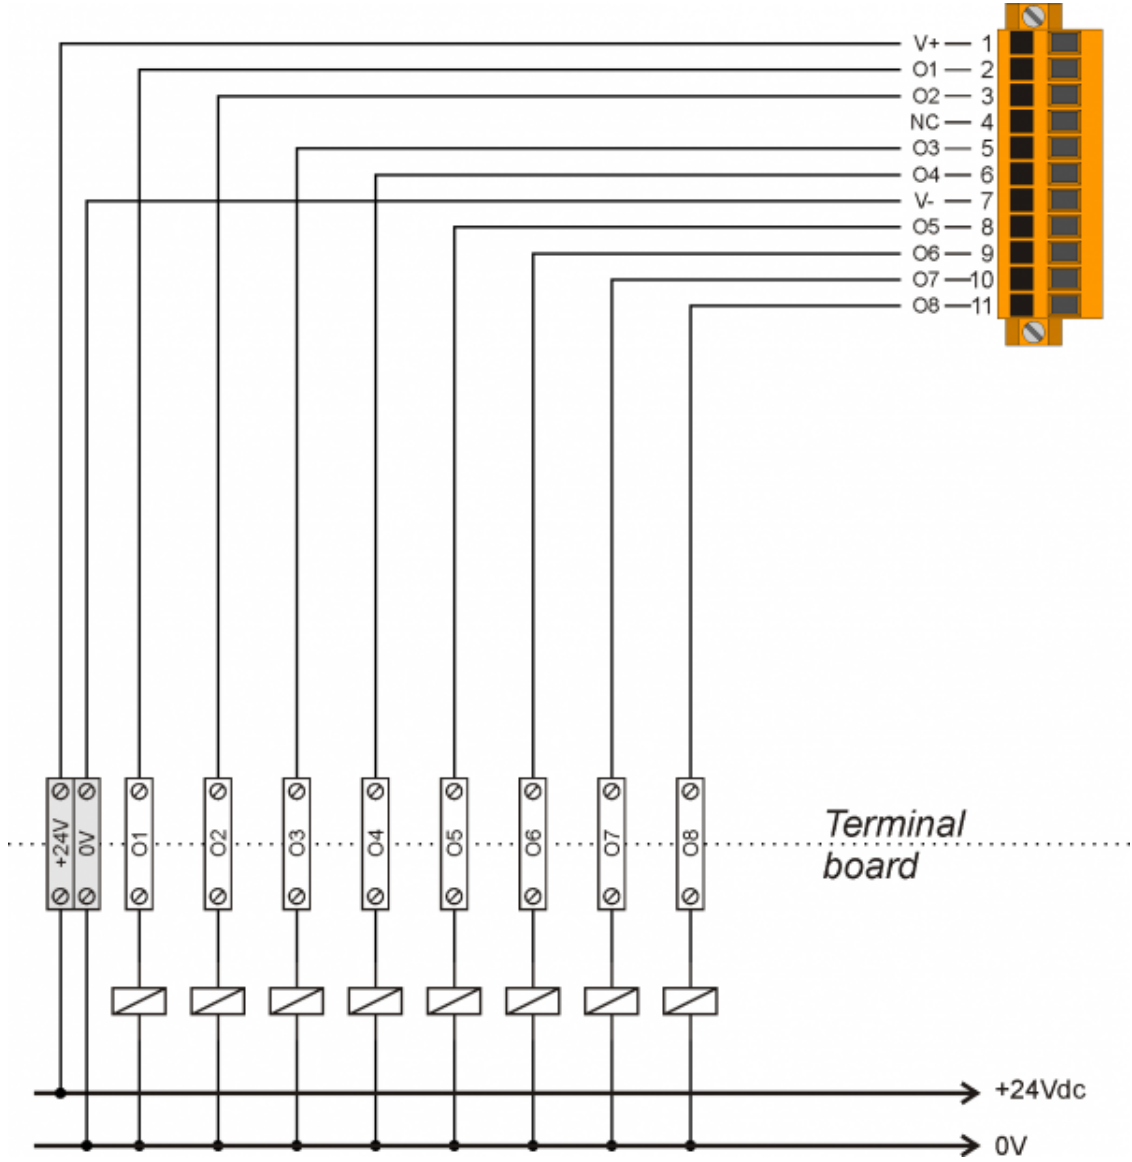 V+ 1
O1 2
O2 3
NC 4
O3 5
O4 6
V- 7
O5 8
O6 9
O7 10
O8 11
+24V 0V O1 O2 O3 O4 O5 O6 O7 O8
Terminal
board
+24Vdc
0V